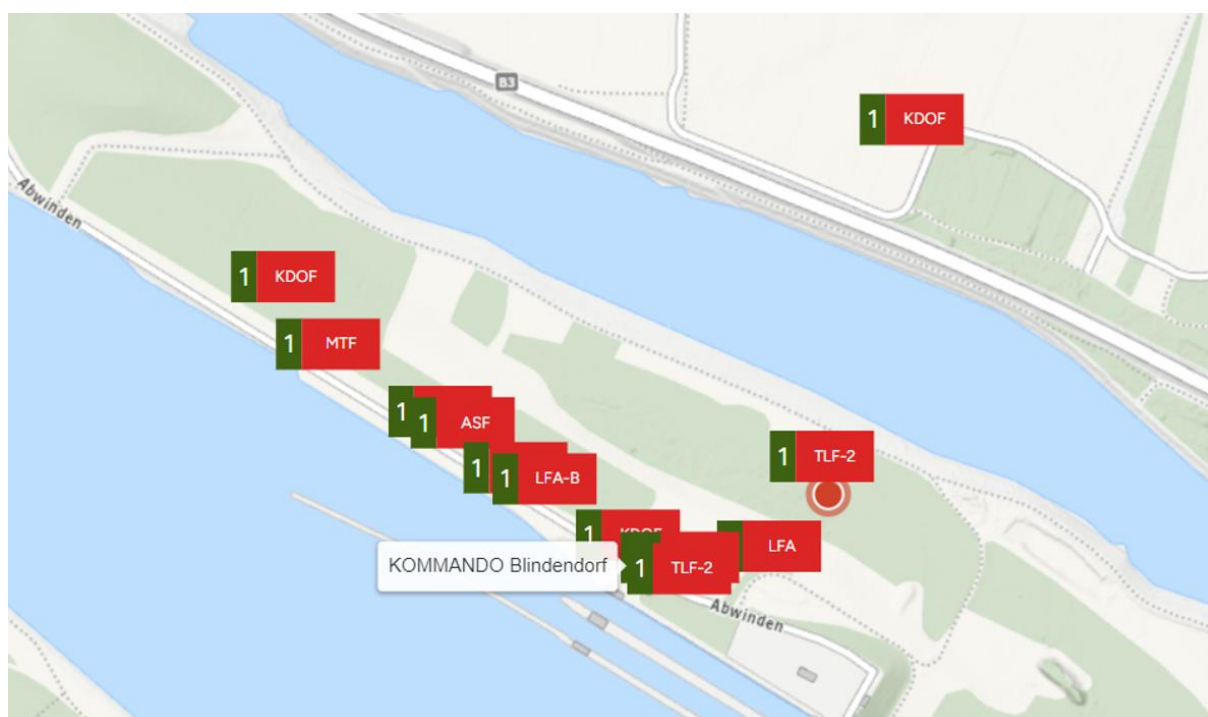 B3
1 KDOF
Abwinden
1 KDOF
1 MTF
1
1 ASF
1 TLF-2
1
1 LFA-B
1 KDOF
LFA
KOMMANDO Blindendorf
1 TLF-2
Abwinden